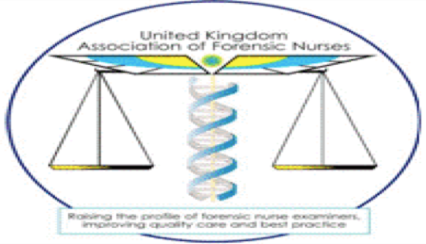 United Kingdom
Association of Forensic Nurses
Raising the profile of forensic nurse examiners,
improving quality care and best practice